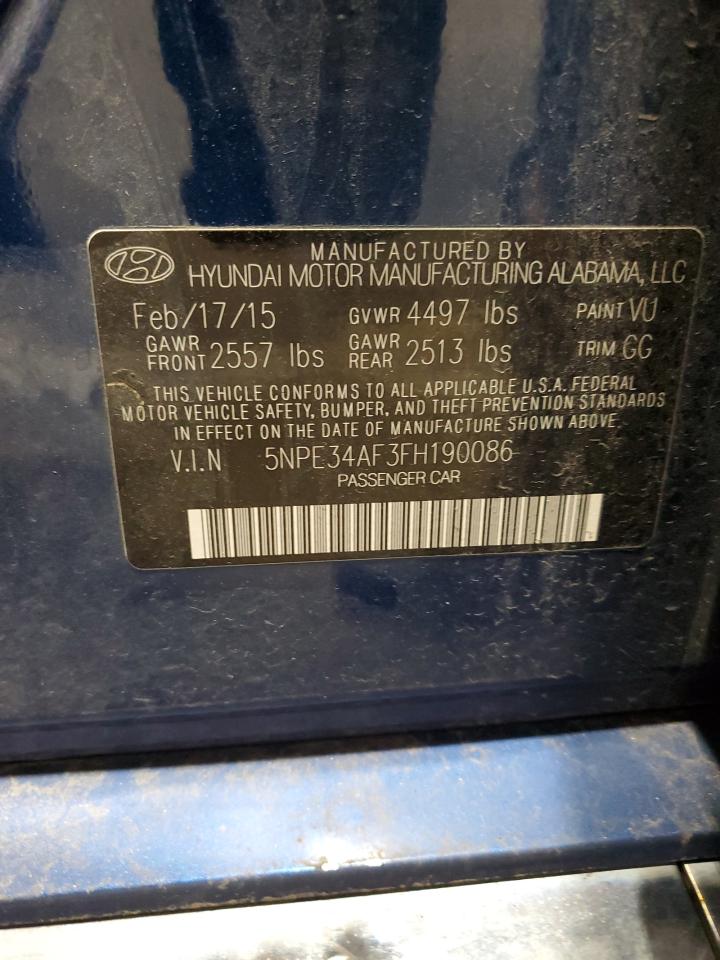 MANUFACTURED BY
HYUNDAI MOTOR MANUFACTURING ALABAMA, LLC
Feb/17/15 GVWR 4497 lbs PAINT VU
GAWR FRONT 2557 lbs GAWR REAR 2513 lbs TRIM GG
THIS VEHICLE CONFORMS TO ALL APPLICABLE U.S.A. FEDERAL
MOTOR VEHICLE SAFETY, BUMPER, AND THEFT PREVENTION STANDARDS
IN EFFECT ON THE DATE OF MANUFACTURE SHOWN ABOVE.
V.I.N 5NPE34AF3FH190086
PASSENGER CAR